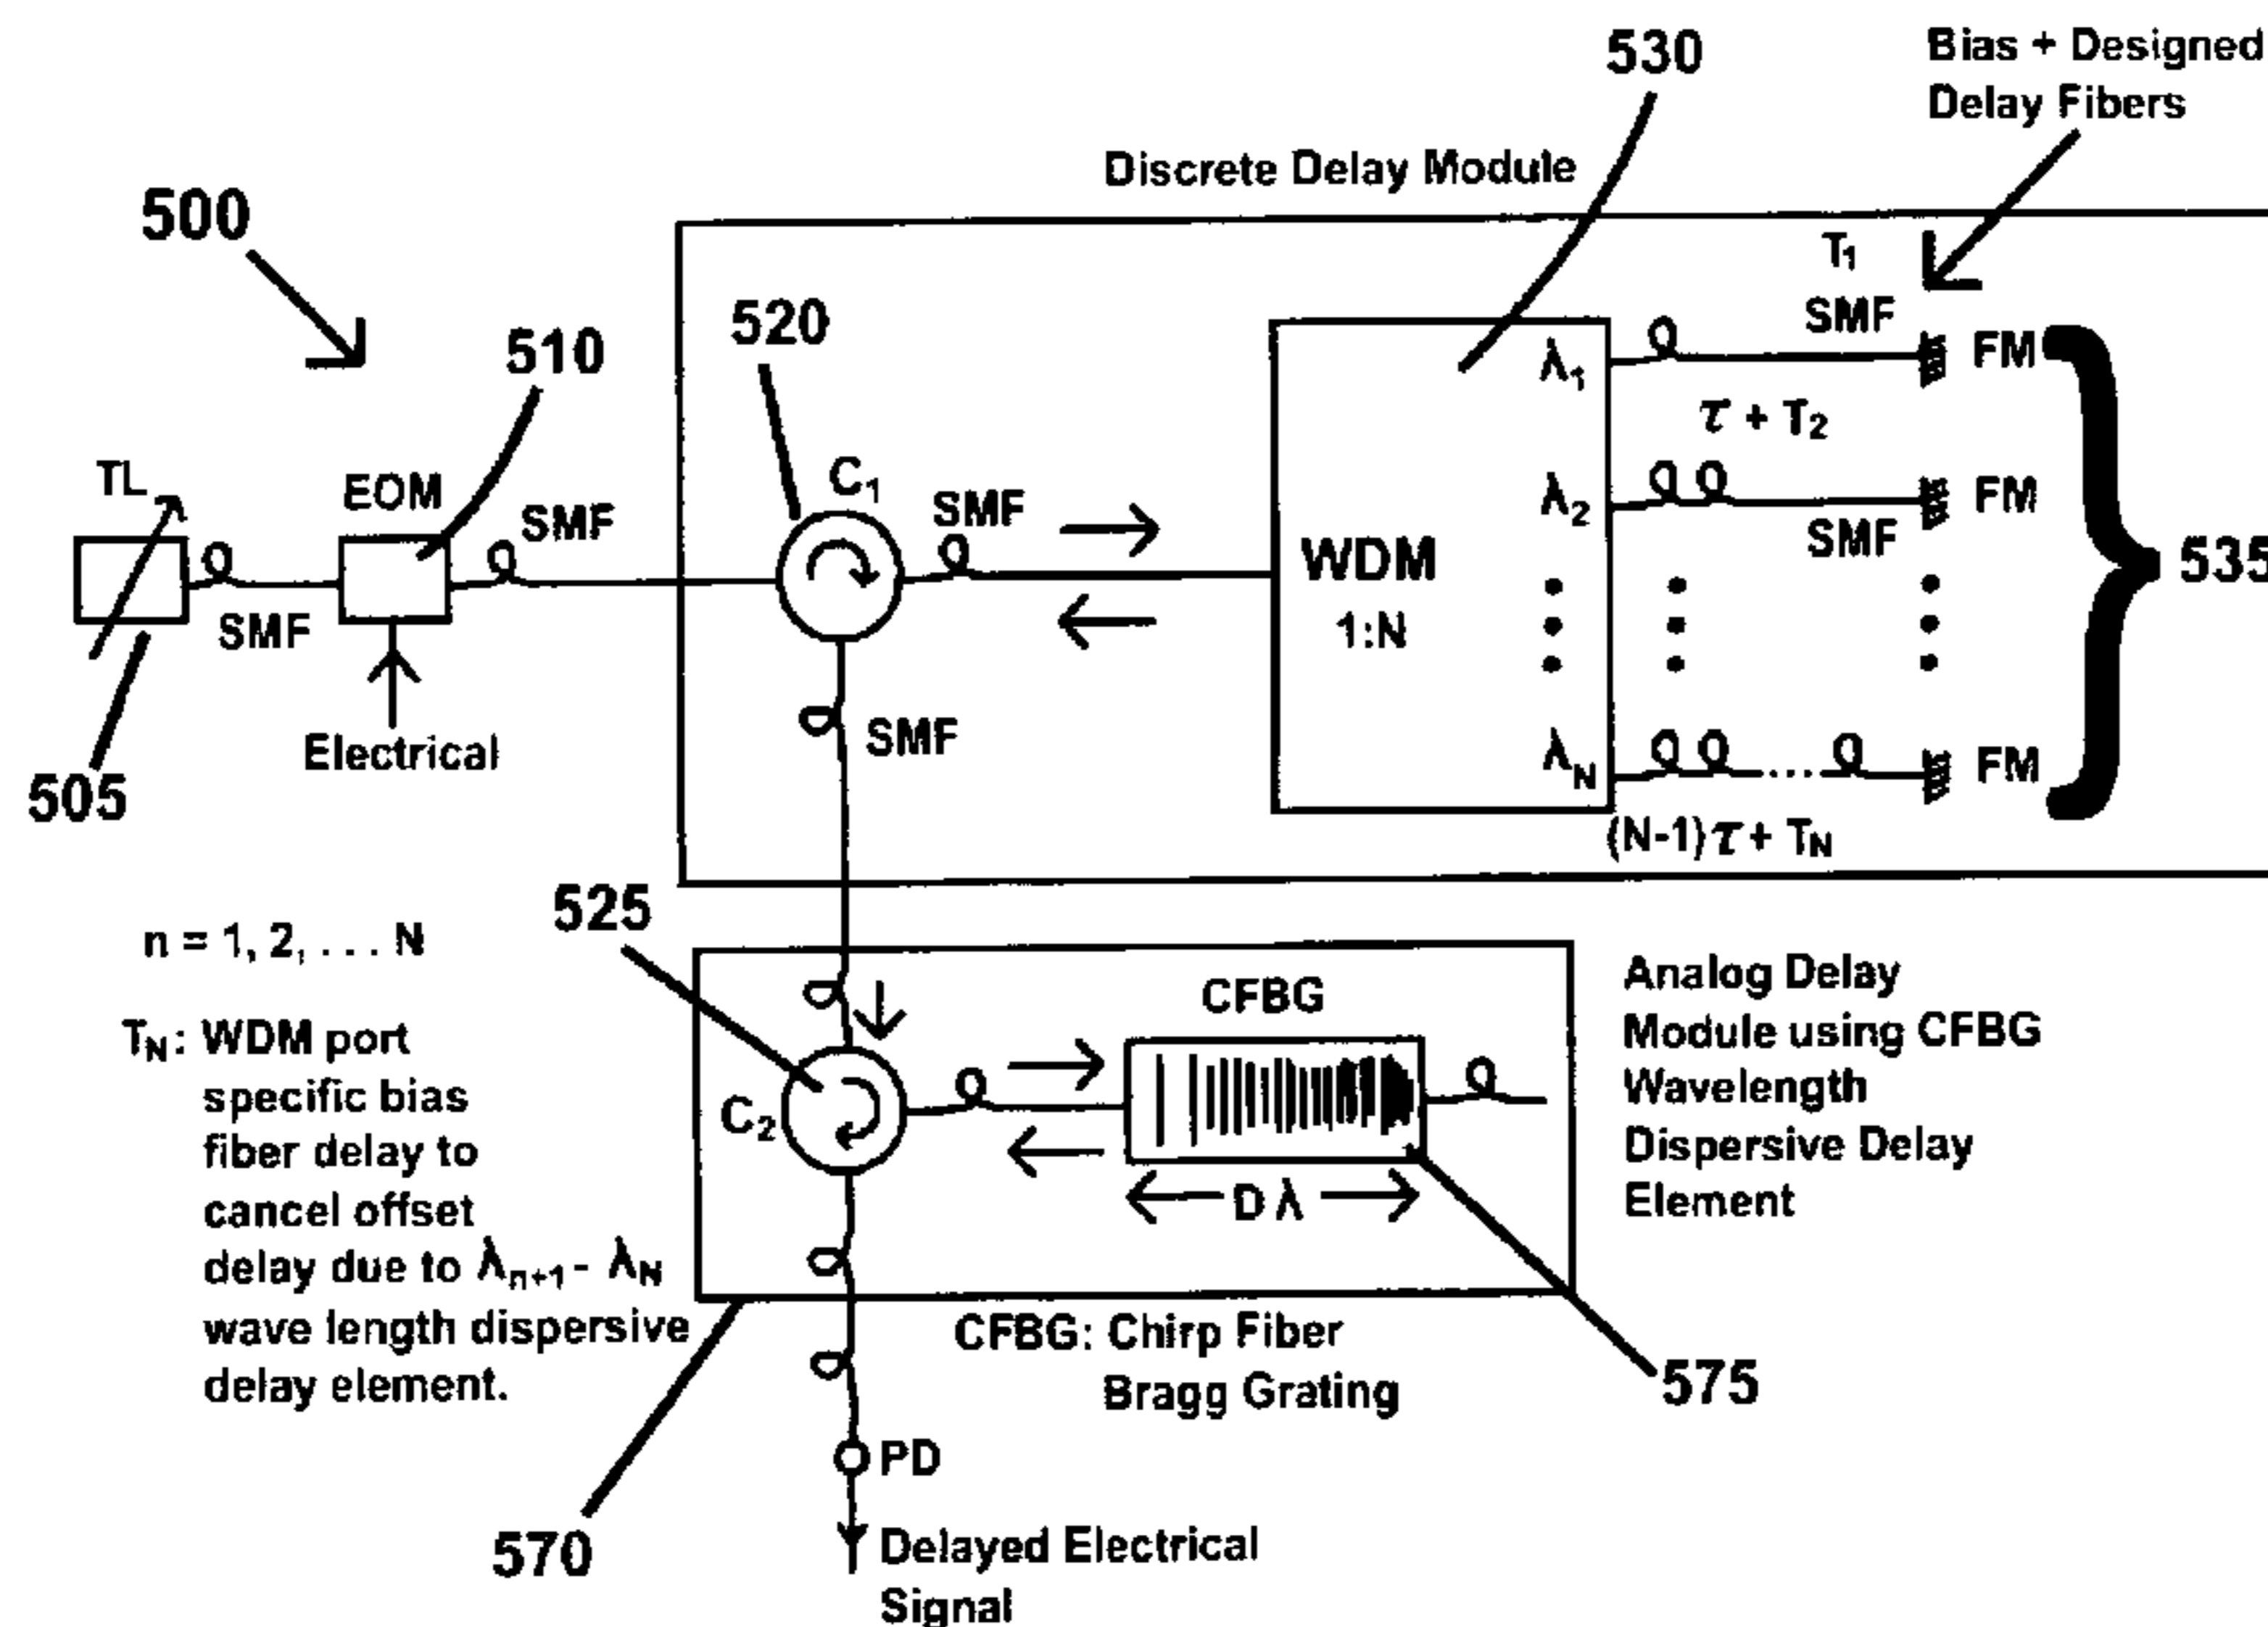 530
Bias + Designed
Delay Fibers
Discrete Delay Module
500
T1
SMF
520
510
λ1
FM
τ + T2
TL
EOM
SMF
C1
SMF
λ2
FM
SMF
WDM
1:N
535
SMF
Electrical
505
SMF
λN
FM
(N-1)τ + TN
525
n = 1, 2, . . . N
TN: WDM port
specific bias
fiber delay to
cancel offset
delay due to λn+1 - λN
wave length dispersive
delay element.
CFBG
C2
D λ
Analog Delay
Module using CFBG
Wavelength
Dispersive Delay
Element
CFBG: Chirp Fiber
Bragg Grating
575
PD
570
Delayed Electrical
Signal